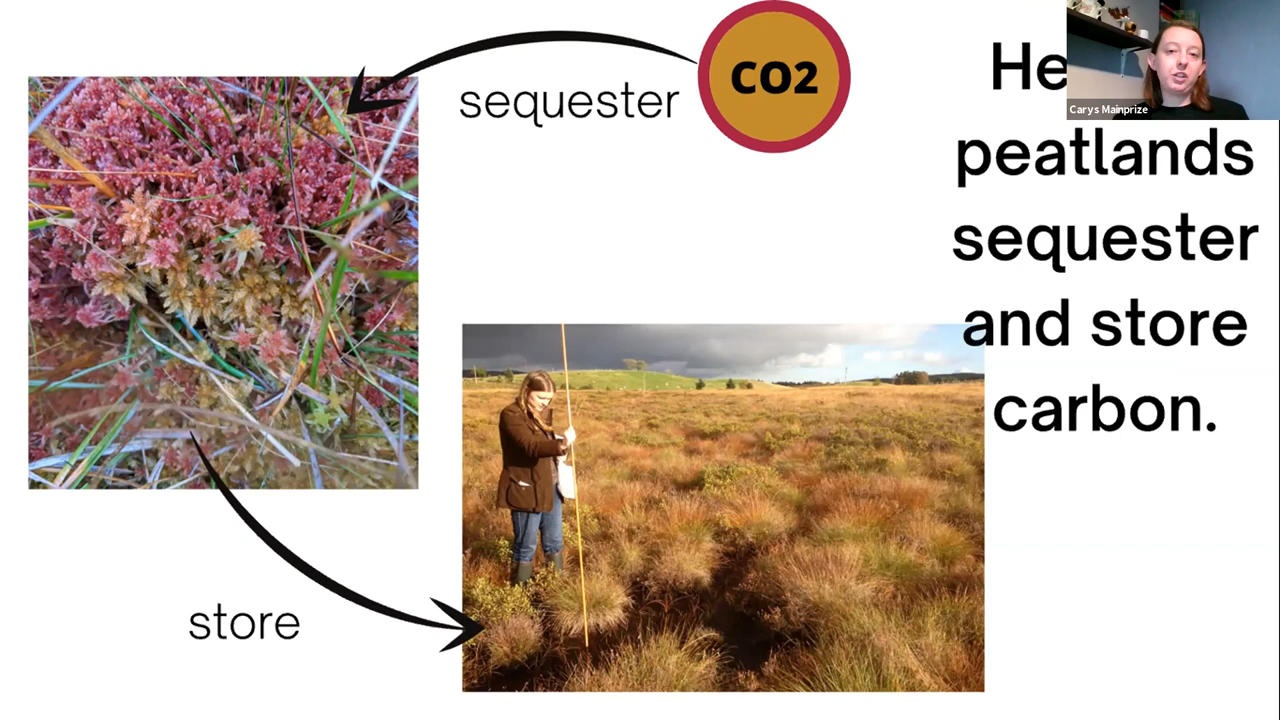 CO2
sequester
store
He
peatlands
sequester
and store
carbon.
Carys Mainprize